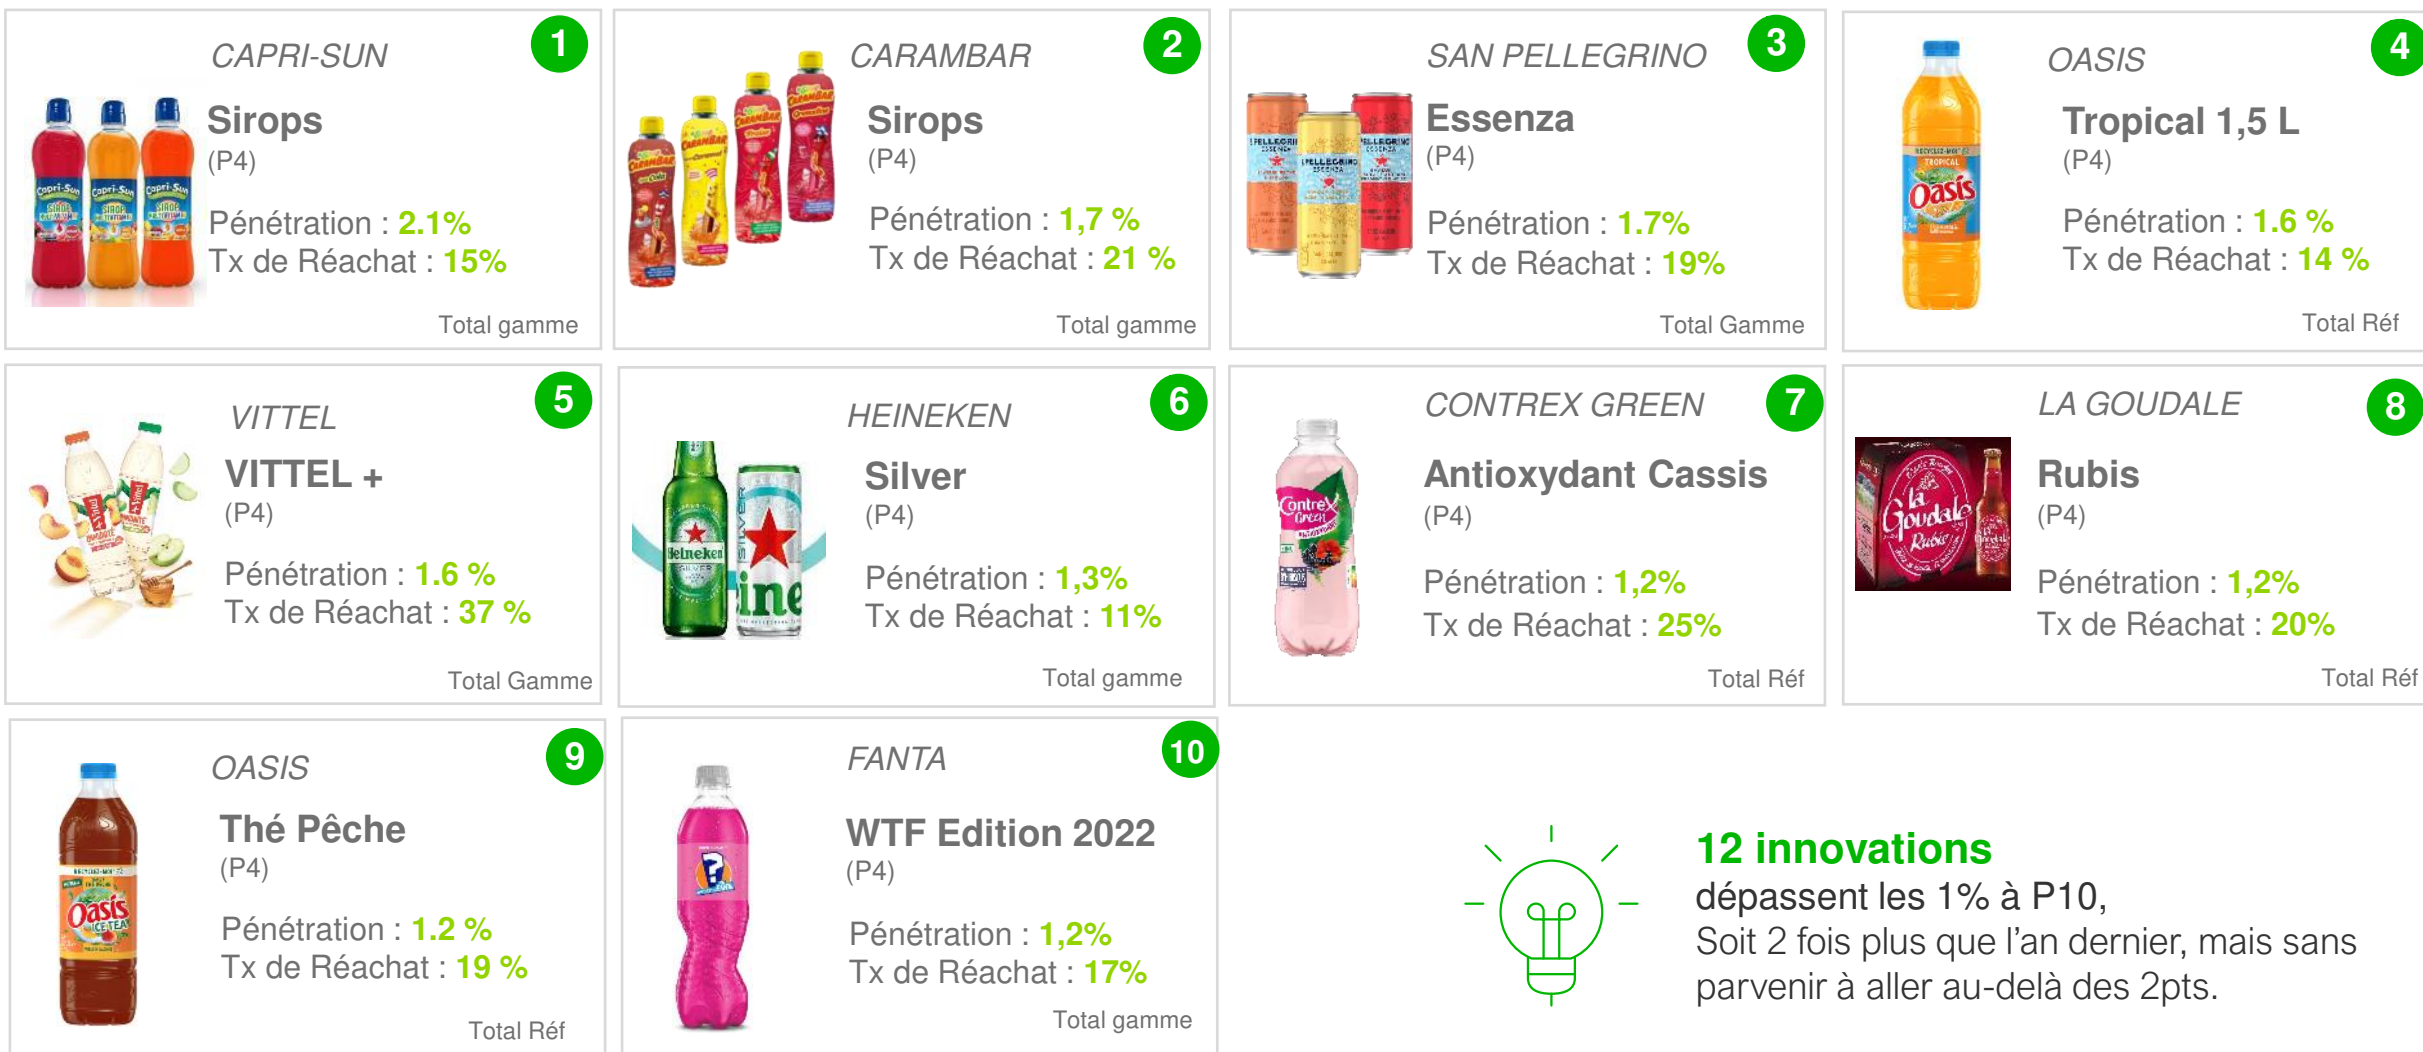 CAPRI-SUN
1
Sirops
(P4)
Pénétration : 2.1%
Tx de Réachat : 15%
Total gamme
CARAMBAR
2
Sirops
(P4)
Pénétration : 1,7 %
Tx de Réachat : 21 %
Total gamme
SAN PELLEGRINO
3
Essenza
(P4)
Pénétration : 1.7%
Tx de Réachat : 19%
Total Gamme
OASIS
4
Tropical 1,5 L
(P4)
Pénétration : 1.6 %
Tx de Réachat : 14 %
Total Réf
VITTEL
5
VITTEL +
(P4)
Pénétration : 1.6 %
Tx de Réachat : 37 %
Total Gamme
HEINEKEN
6
Silver
(P4)
Pénétration : 1,3%
Tx de Réachat : 11%
Total gamme
CONTREX GREEN
7
Antioxydant Cassis
(P4)
Pénétration : 1,2%
Tx de Réachat : 25%
Total Réf
LA GOUDALE
8
Rubis
(P4)
Pénétration : 1,2%
Tx de Réachat : 20%
Total Réf
OASIS
9
Thé Pêche
(P4)
Pénétration : 1.2 %
Tx de Réachat : 19 %
Total Réf
FANTA
10
WTF Edition 2022
(P4)
Pénétration : 1,2%
Tx de Réachat : 17%
Total gamme
12 innovations
dépassent les 1% à P10,
Soit 2 fois plus que l'an dernier, mais sans
parvenir à aller au-delà des 2pts.